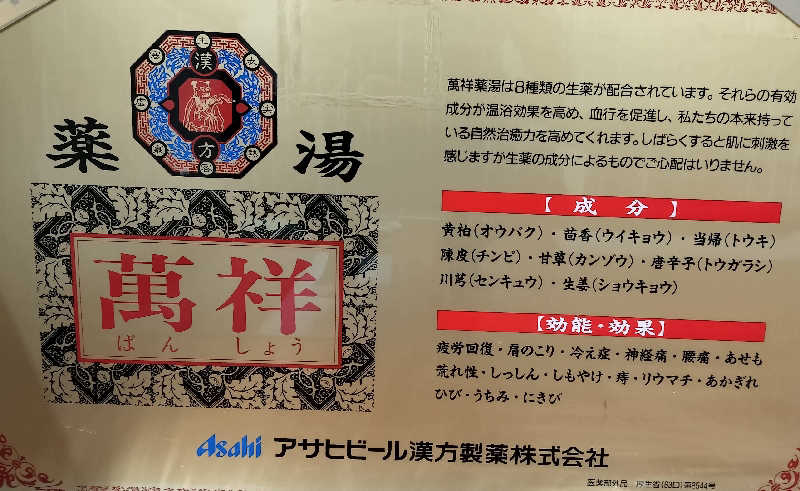 漢
方
薬 湯
萬祥
ばん しょう
萬祥薬湯は8種類の生薬が配合されています。それらの有効
成分が温浴効果を高め、血行を促進し、私たちの本来持って
いる自然治癒力を高めてくれます。しばらくすると肌に刺激を
感じますが生薬の成分によるものでご心配はいりません。
【 成 分 】
黄柏(オウバク)・茴香(ウイキョウ)・当帰(トウキ)
陳皮(チンピ)・甘草(カンゾウ)・唐辛子(トウガラシ)
川芎(センキュウ)・生姜(ショウキョウ)
【効能・効果】
疲労回復・肩のこり・冷え症・神経痛・腰痛・あせも
荒れ性・しっしん・しもやけ・痔・リウマチ・あかぎれ
ひび・うちみ・にきび
Asahi アサヒビール漢方製薬株式会社
医薬部外品